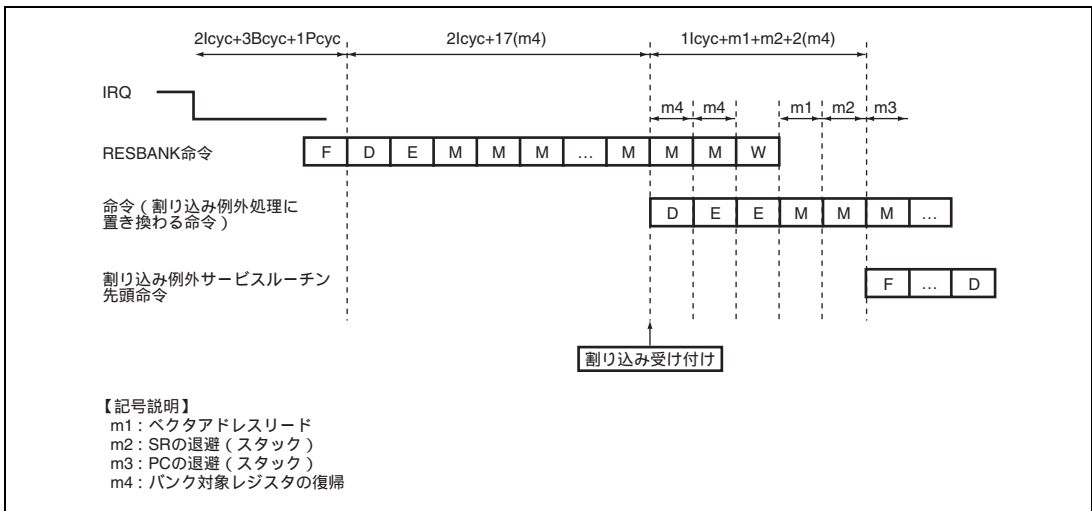 2Icyc+3Bcyc+1Pcyc 2Icyc+17(m4) 1Icyc+m1+m2+2(m4)
IRQ
m4 m4 m1 m2 m3
RESBANK命令 F D E M M M … M M M W
命令(割り込み例外処理に
置き換わる命令) D E E M M M …
割り込み例外サービスルーチン
先頭命令 F … D
割り込み受け付け
【記号説明】
m1:ベクタアドレスリード
m2:SRの退避(スタック)
m3:PCの退避(スタック)
m4:バンク対象レジスタの復帰